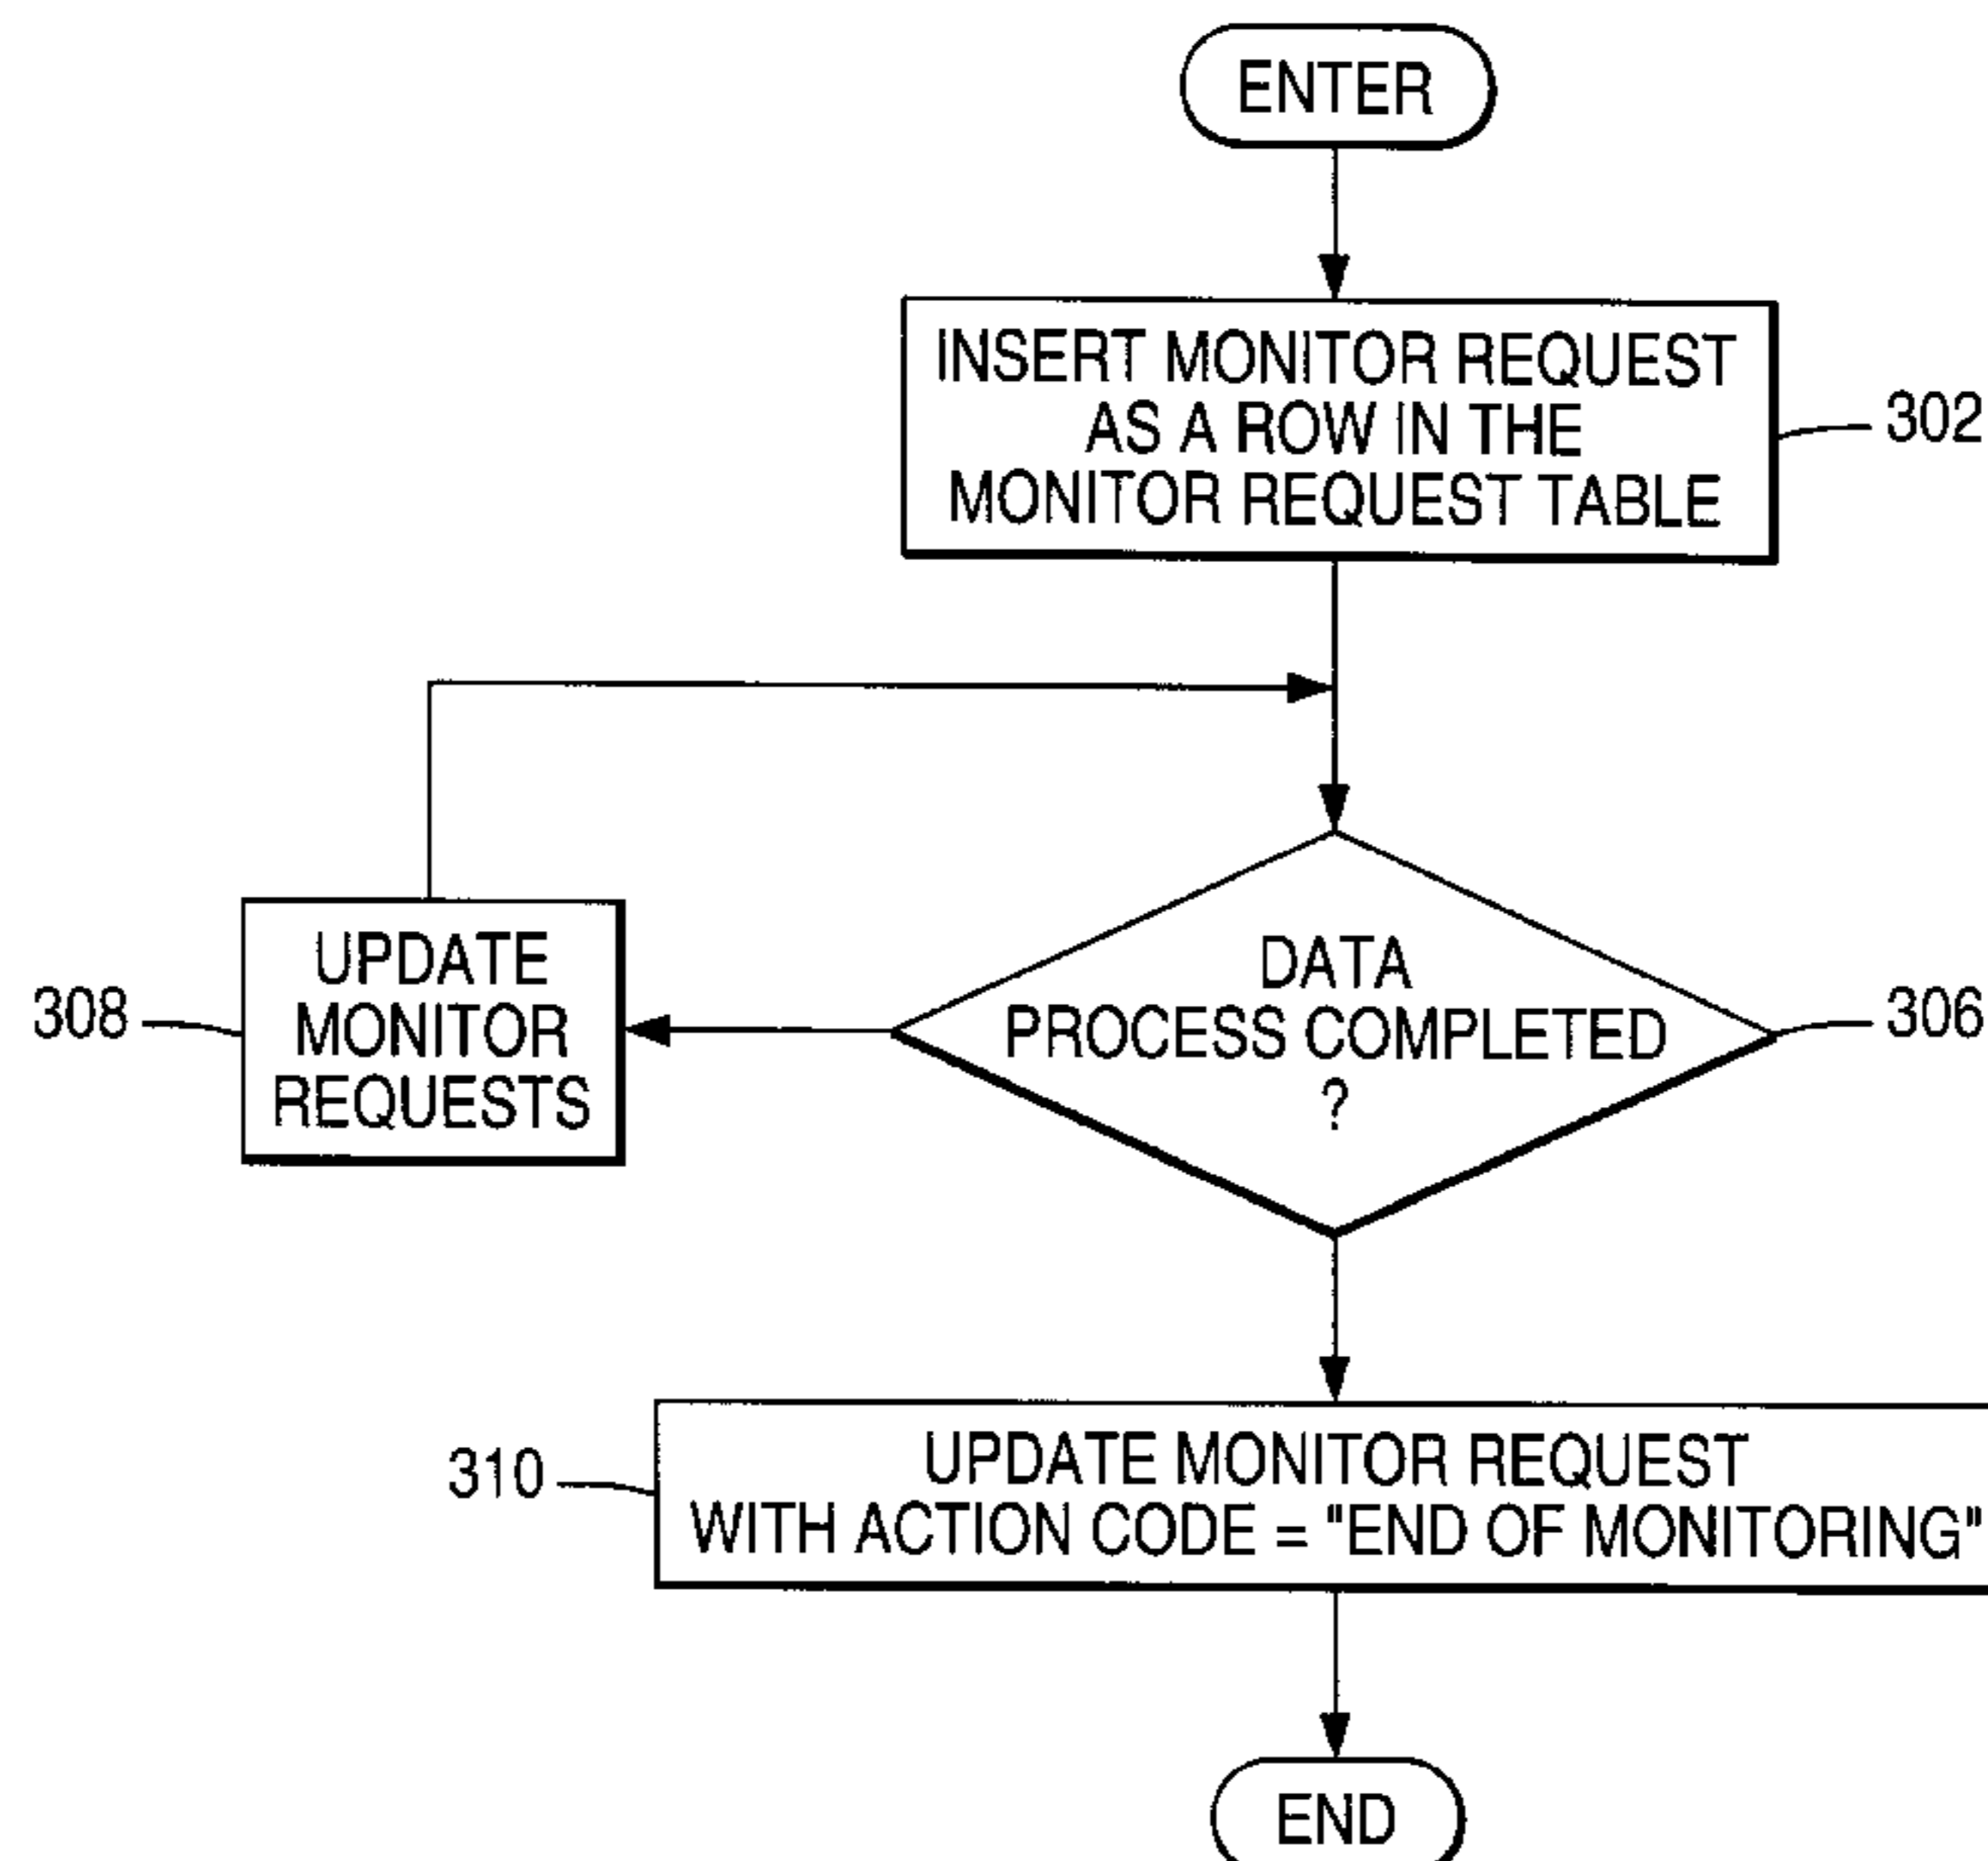 ENTER
INSERT MONITOR REQUEST
AS A ROW IN THE
MONITOR REQUEST TABLE
302
DATA
PROCESS COMPLETED
?
306
UPDATE
MONITOR
REQUESTS
308
UPDATE MONITOR REQUEST
WITH ACTION CODE = "END OF MONITORING"
310
END